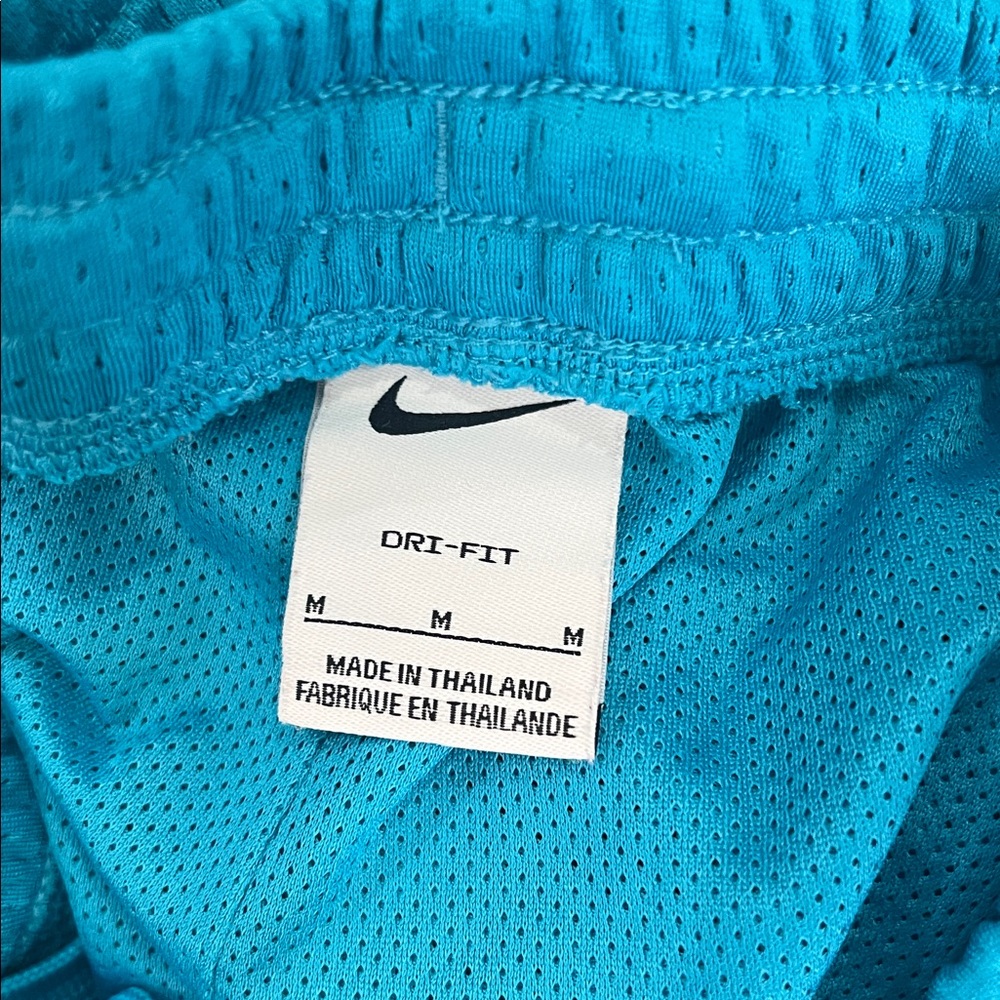 DRI-FIT
M M M
MADE IN THAILAND
FABRIQUE EN THAILANDE